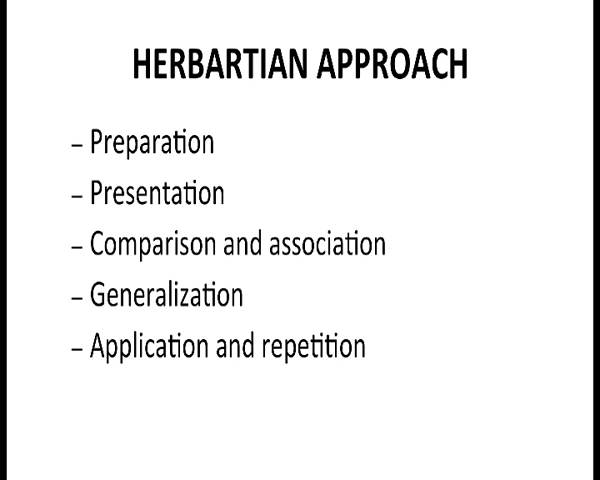 HERBARTIAN APPROACH
– Preparation
– Presentation
– Comparison and association
– Generalization
– Application and repetition